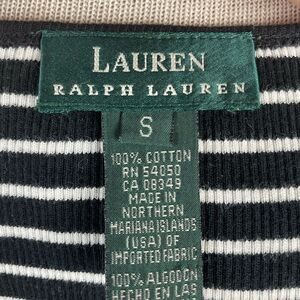 LAUREN
RALPH LAUREN
S
100% COTTON
RN 54050
CA 08349
MADE IN
NORTHERN
MARIANA ISLANDS
(USA) OF
IMPORTED FABRIC
100% ALGODON
HECHO EN LAS